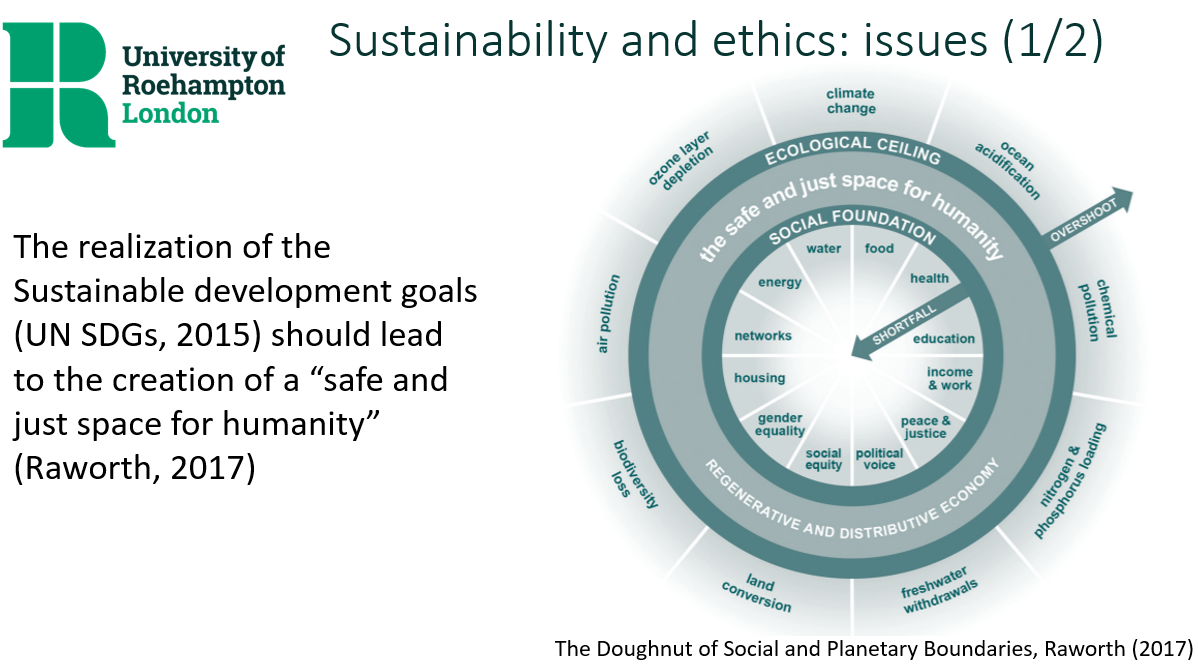 Sustainability and ethics: issues (1/2)
University of
Roehampton
London
The realization of the
Sustainable development goals
(UN SDGs, 2015) should lead
to the creation of a “safe and
just space for humanity”
(Raworth, 2017)
climate
change
ocean
acidification
chemical
pollution
nitrogen &
phosphorus loading
freshwater
withdrawals
land
conversion
biodiversity
loss
air pollution
ozone layer
depletion
ECOLOGICAL CEILING
the safe and just space for humanity
OVERSHOOT
SOCIAL FOUNDATION
water
food
health
education
income
& work
peace &
justice
political
voice
social
equity
gender
equality
housing
networks
energy
SHORTFALL
REGENERATIVE AND DISTRIBUTIVE ECONOMY
The Doughnut of Social and Planetary Boundaries, Raworth (2017)